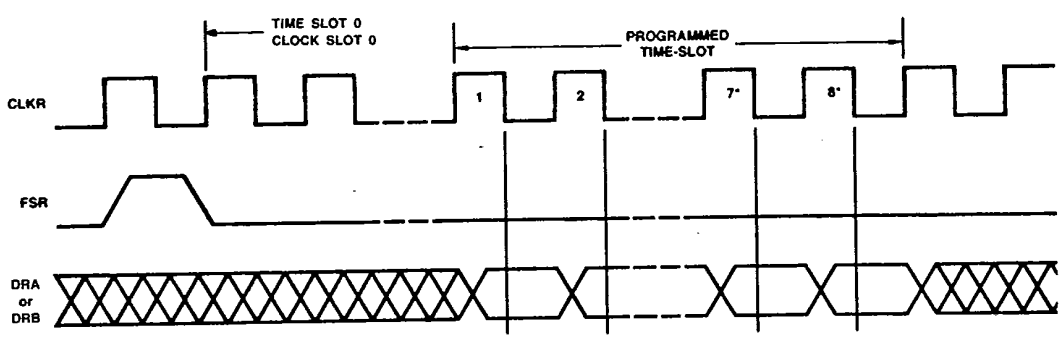 TIME SLOT 0
CLOCK SLOT 0
PROGRAMMED
TIME-SLOT
CLKR
1
2
7*
8*
FSR
DRA
or
DRB